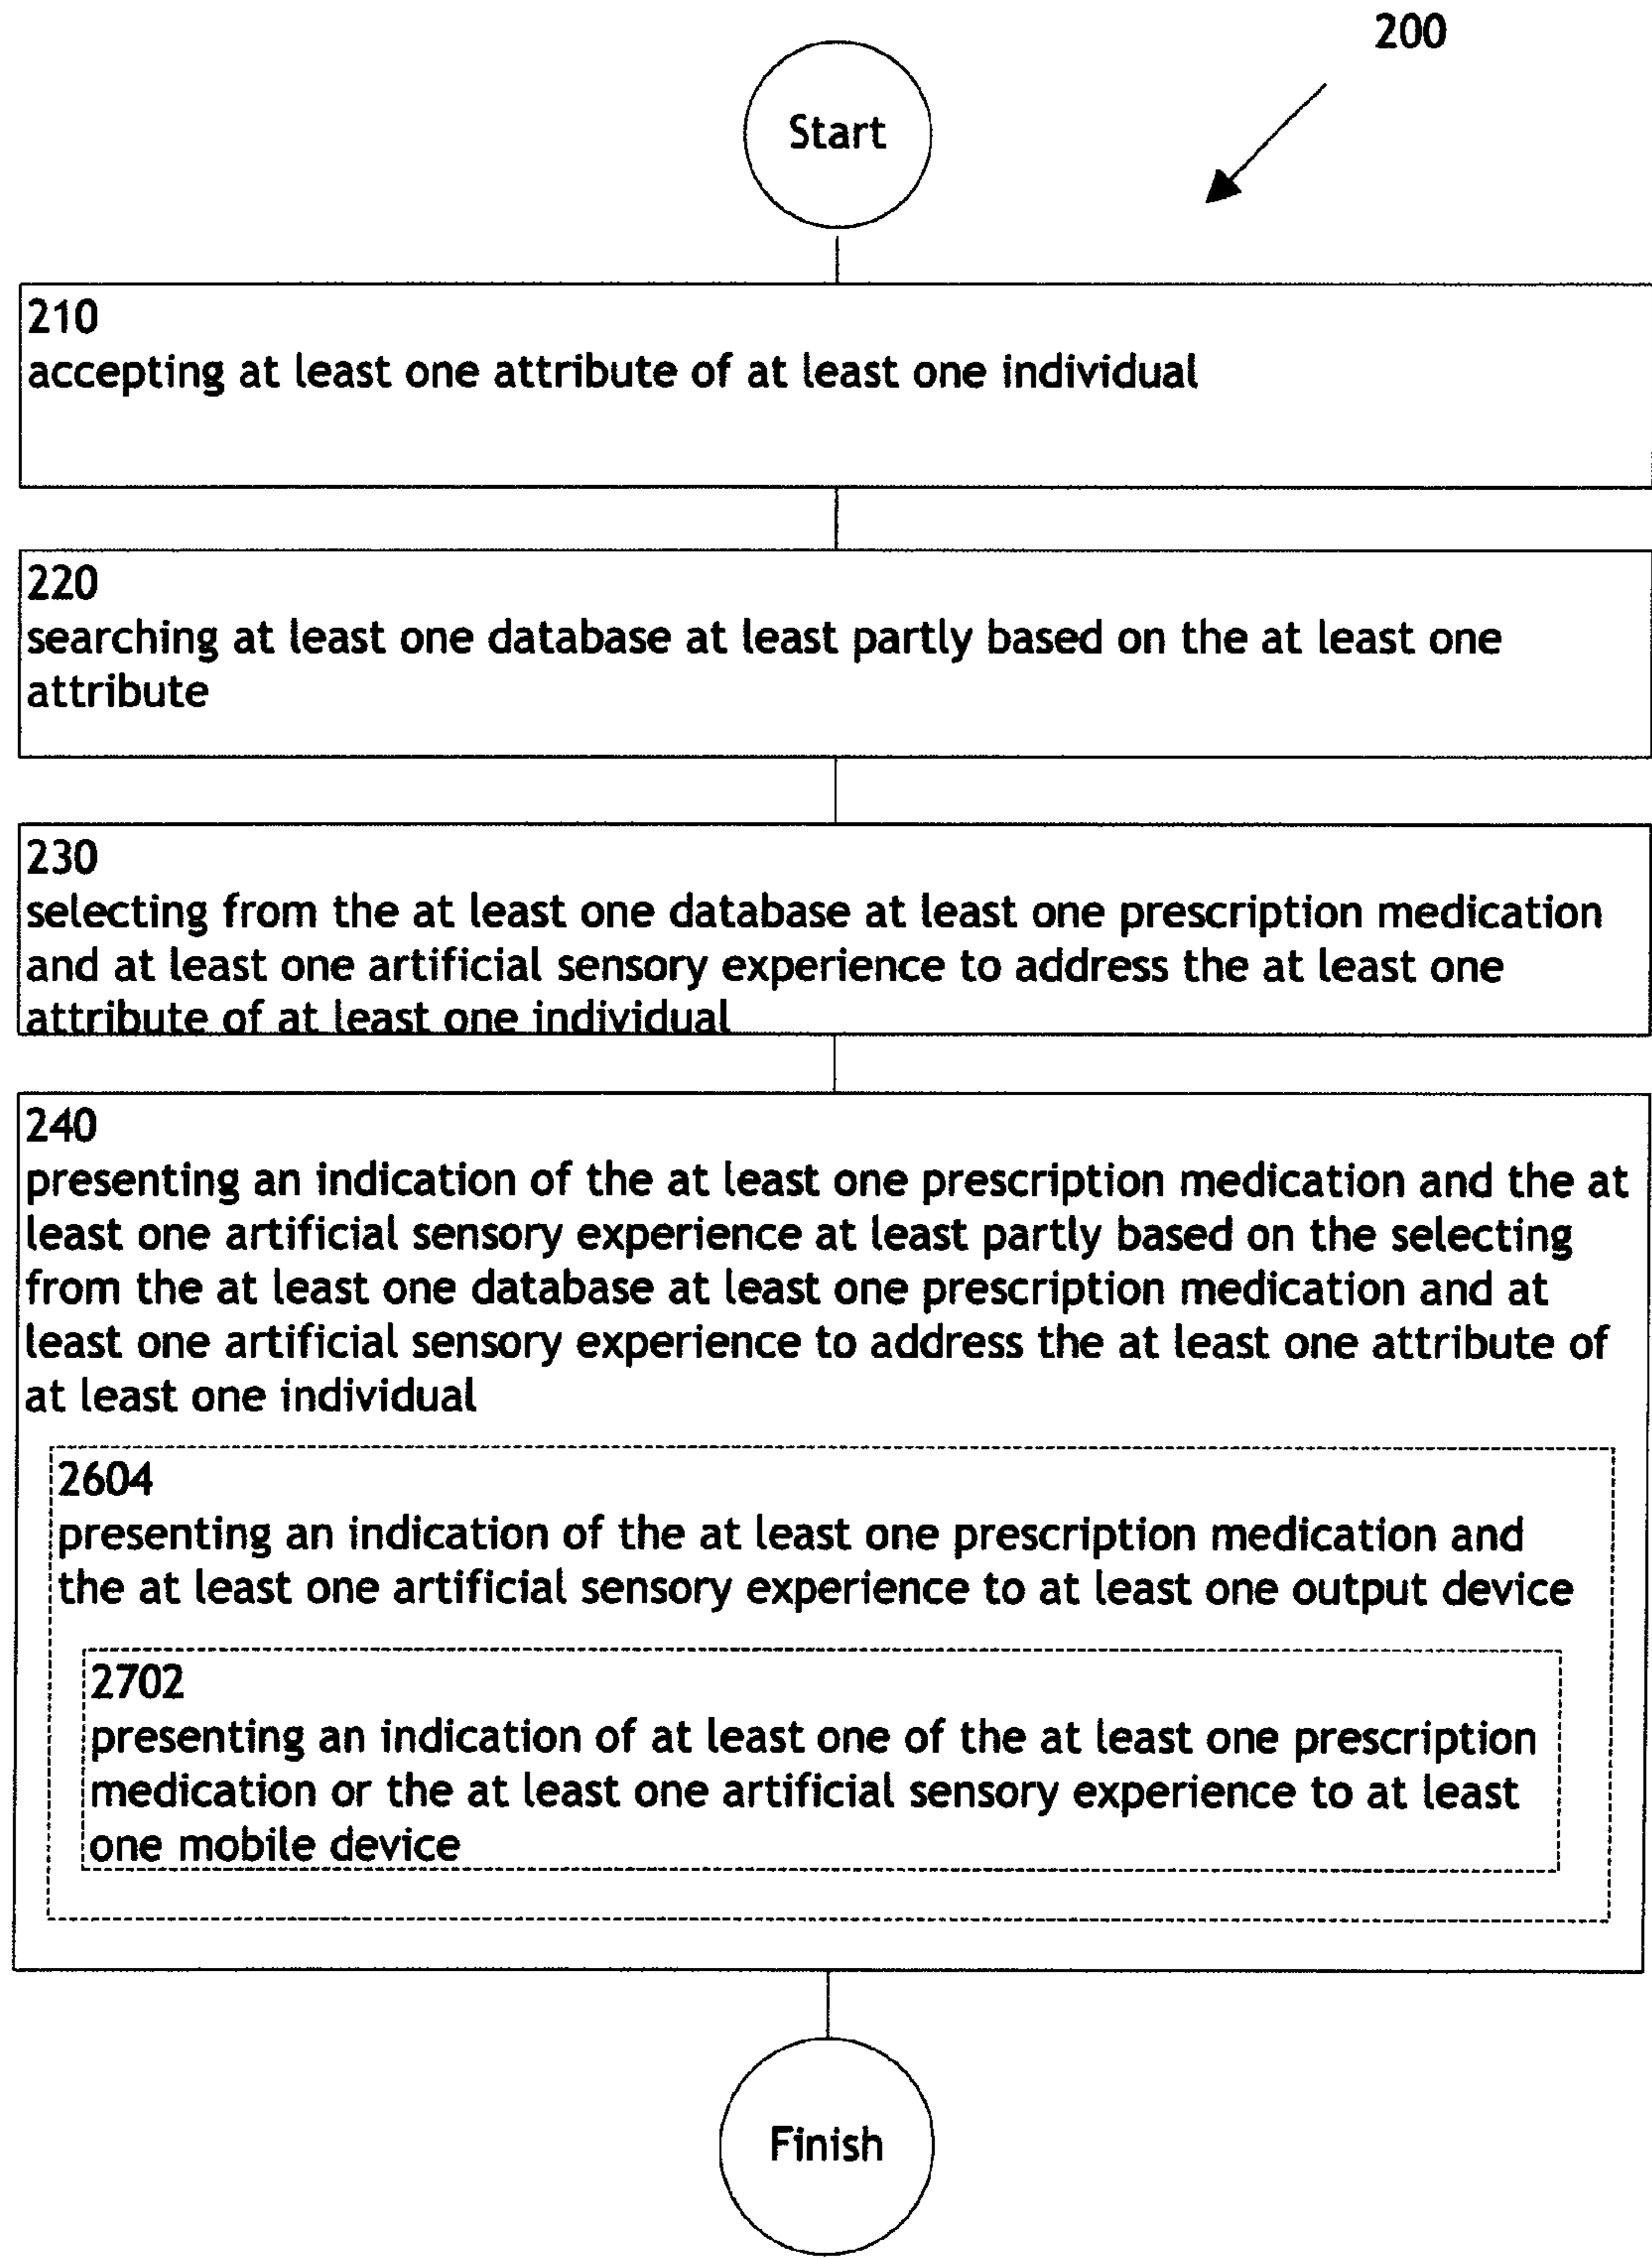 200
Start
210
accepting at least one attribute of at least one individual
220
searching at least one database at least partly based on the at least one
attribute
230
selecting from the at least one database at least one prescription medication
and at least one artificial sensory experience to address the at least one
attribute of at least one individual
240
presenting an indication of the at least one prescription medication and the at
least one artificial sensory experience at least partly based on the selecting
from the at least one database at least one prescription medication and at
least one artificial sensory experience to address the at least one attribute of
at least one individual
2604
presenting an indication of the at least one prescription medication and
the at least one artificial sensory experience to at least one output device
2702
presenting an indication of at least one of the at least one prescription
medication or the at least one artificial sensory experience to at least
one mobile device
Finish